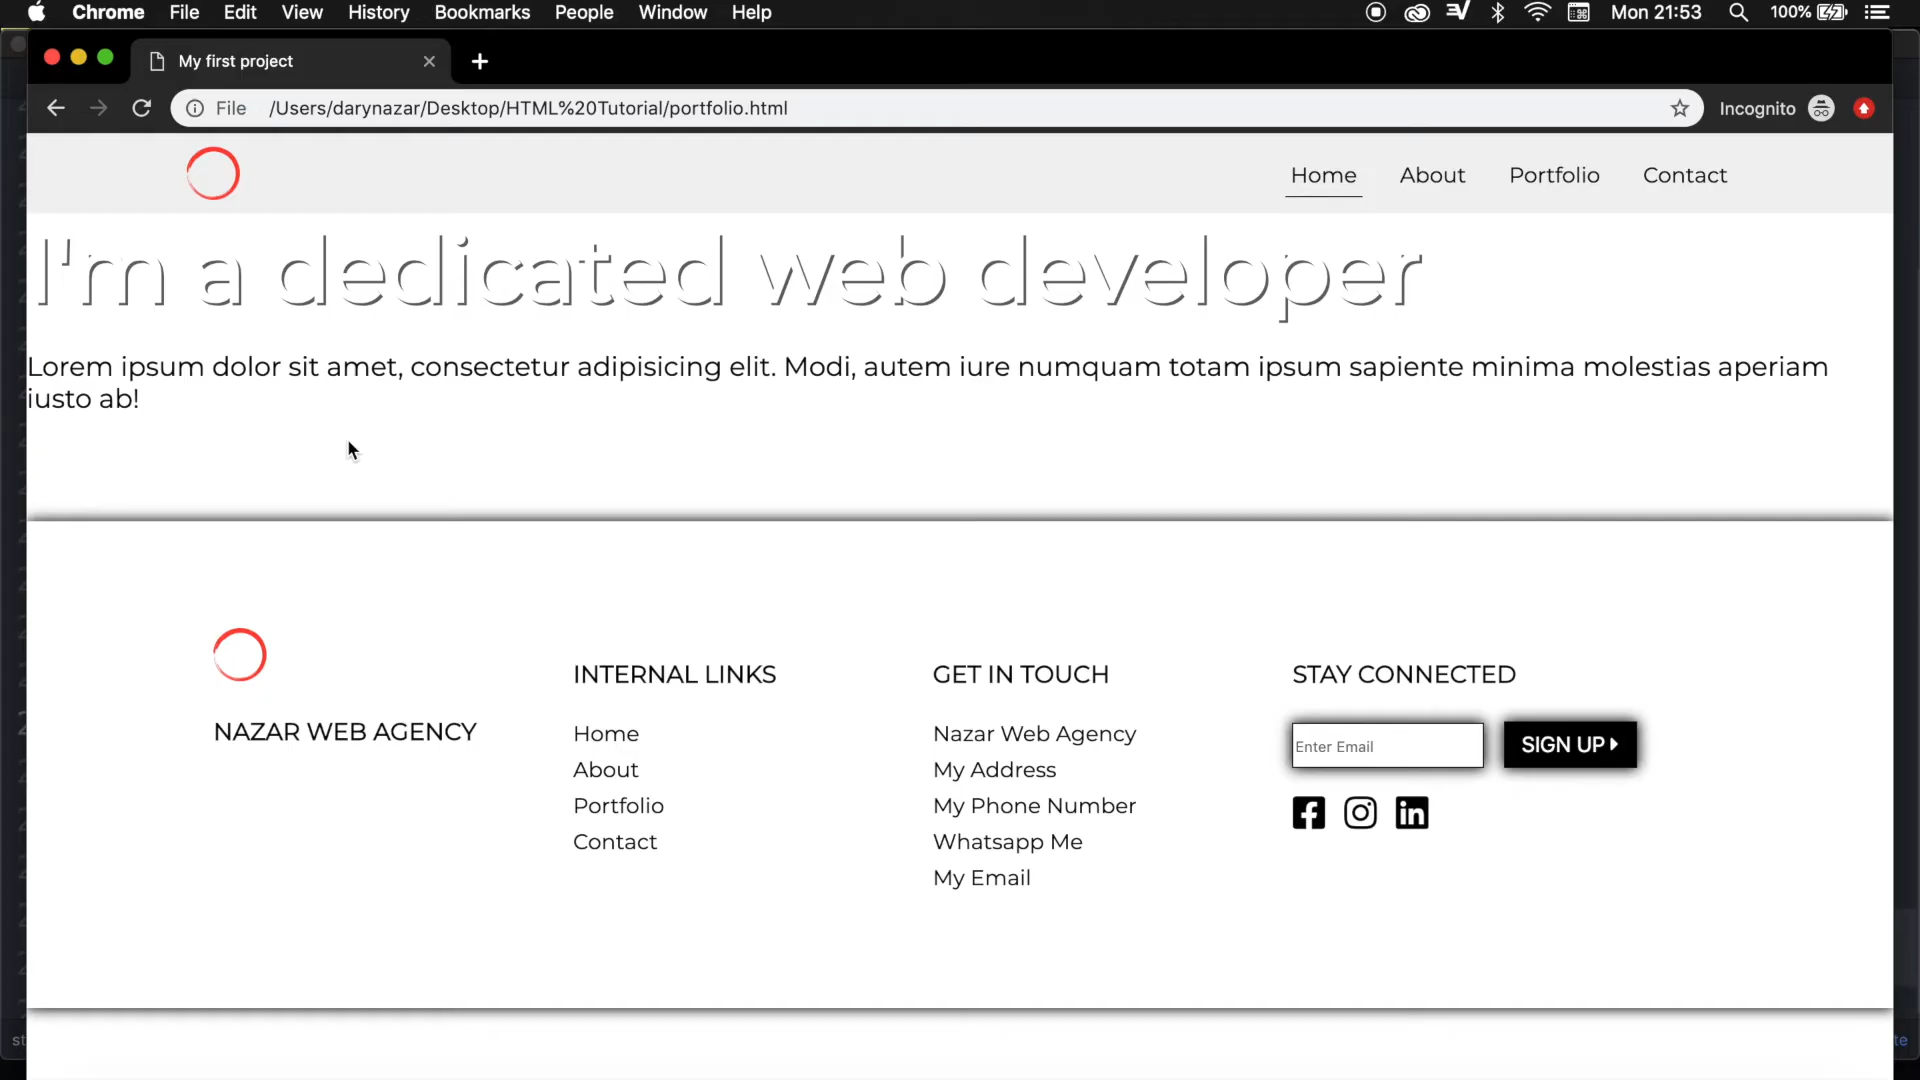 Chrome File Edit View History Bookmarks People Window Help Mon 21:53 100%
My first project
File /Users/darynazar/Desktop/HTML%20Tutorial/portfolio.html Incognito
Home About Portfolio Contact
I'm a dedicated web developer
Lorem ipsum dolor sit amet, consectetur adipisicing elit. Modi, autem iure numquam totam ipsum sapiente minima molestias aperiam
iusto ab!
NAZAR WEB AGENCY
INTERNAL LINKS
Home
About
Portfolio
Contact
GET IN TOUCH
Nazar Web Agency
My Address
My Phone Number
Whatsapp Me
My Email
STAY CONNECTED
Enter Email SIGN UP